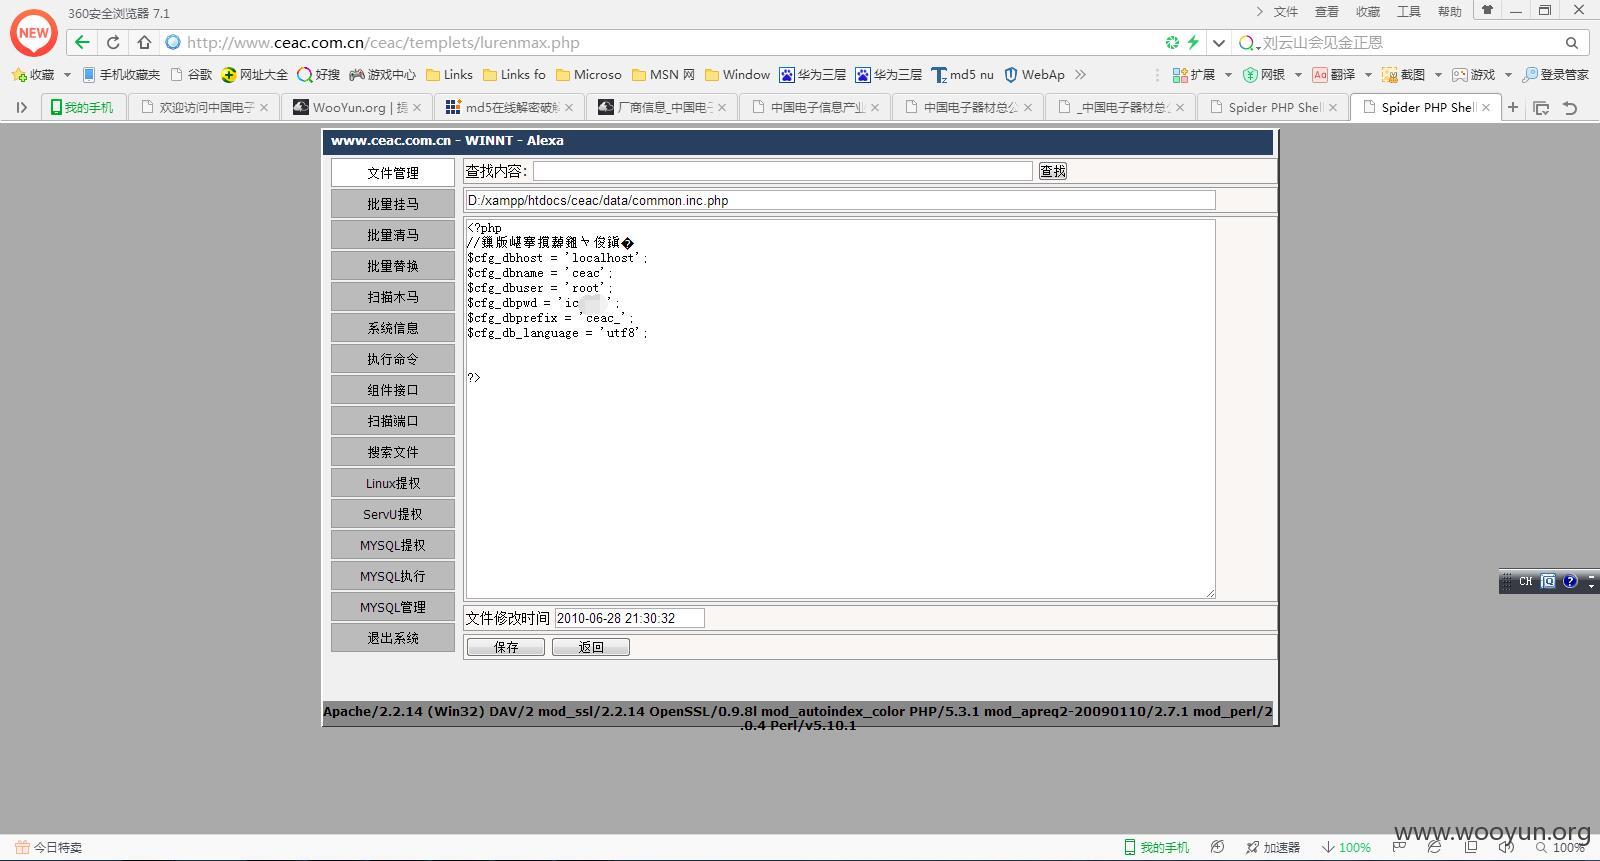 360安全浏览器 7.1
文件 查看 收藏 工具 帮助
NEW
http://www.ceac.com.cn/ceac/templets/lurenmax.php
刘云山会见金正恩
收藏 手机收藏夹 谷歌 网址大全 好搜 游戏中心 Links Links fo Microso MSN 网 Window 华为三层 华为三层 md5 nu WebAp
扩展 网银 翻译 截图 游戏 登录管家
我的手机 欢迎访问中国电子 WooYun.org | 提 md5在线解密破解 厂商信息_中国电子 中国电子信息产业 中国电子器材总公 _中国电子器材总 Spider PHP Shel Spider PHP Shel
www.ceac.com.cn - WINNT - Alexa
文件管理
批量挂马
批量清马
批量替换
扫描木马
系统信息
执行命令
组件接口
扫描端口
搜索文件
Linux提权
ServU提权
MYSQL提权
MYSQL执行
MYSQL管理
退出系统
查找内容: 查找
D:/xampp/htdocs/ceac/data/common.inc.php
<?php
//
$cfg_dbhost = 'localhost';
$cfg_dbname = 'ceac';
$cfg_dbuser = 'root';
$cfg_dbpwd = 'ic ';
$cfg_dbprefix = 'ceac_';
$cfg_db_language = 'utf8';
?>
文件修改时间 2010-06-28 21:30:32
保存 返回
Apache/2.2.14 (Win32) DAV/2 mod_ssl/2.2.14 OpenSSL/0.9.8l mod_autoindex_color PHP/5.3.1 mod_apreq2-20090110/2.7.1 mod_perl/2
.0.4 Perl/v5.10.1
CH
今日特卖
我的手机 加速器 100% 100%
www.wooyun.org